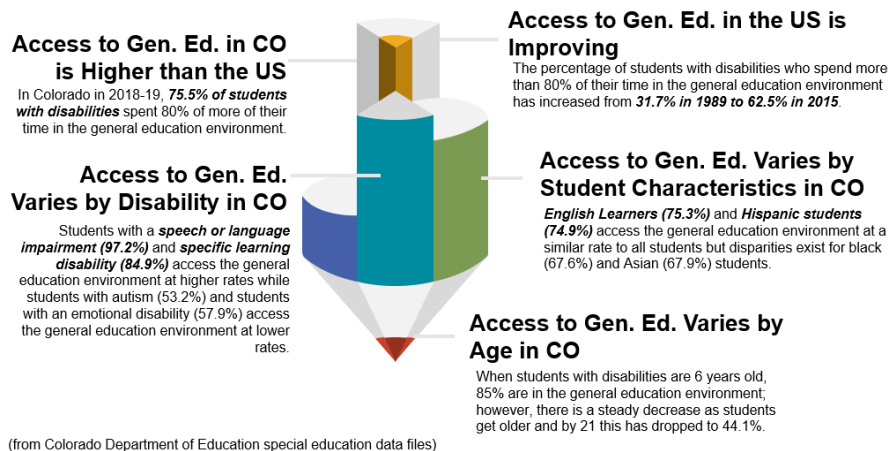 Access to Gen. Ed. in CO
is Higher than the US
In Colorado in 2018-19, 75.5% of students
with disabilities spent 80% of more of their
time in the general education environment.
Access to Gen. Ed. in the US is
Improving
The percentage of students with disabilities who spend more
than 80% of their time in the general education environment
has increased from 31.7% in 1989 to 62.5% in 2015.
Access to Gen. Ed.
Varies by Disability in CO
Students with a speech or language
impairment (97.2%) and specific learning
disability (84.9%) access the general
education environment at higher rates while
students with autism (53.2%) and students
with an emotional disability (57.9%) access
the general education environment at lower
rates.
Access to Gen. Ed. Varies by
Student Characteristics in CO
English Learners (75.3%) and Hispanic students
(74.9%) access the general education environment at a
similar rate to all students but disparities exist for black
(67.6%) and Asian (67.9%) students.
Access to Gen. Ed. Varies by
Age in CO
When students with disabilities are 6 years old,
85% are in the general education environment;
however, there is a steady decrease as students
get older and by 21 this has dropped to 44.1%.
(from Colorado Department of Education special education data files)